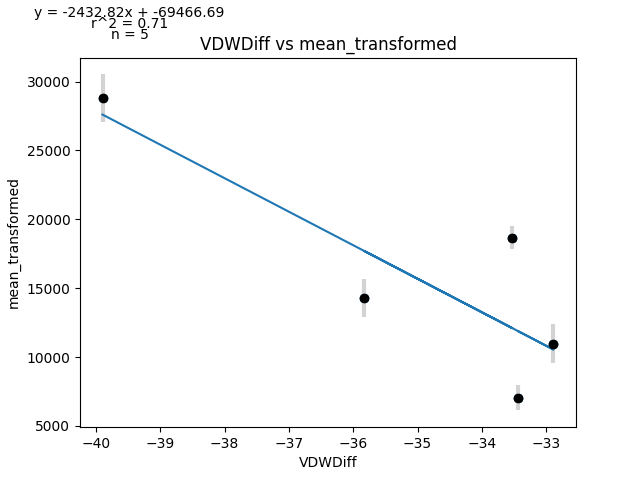 y = -2432.82x + -69466.69
r^2 = 0.71
n = 5
VDWDiff vs mean_transformed
30000
25000
20000
15000
10000
5000
mean_transformed
−40 −39 −38 −37 −36 −35 −34 −33
VDWDiff